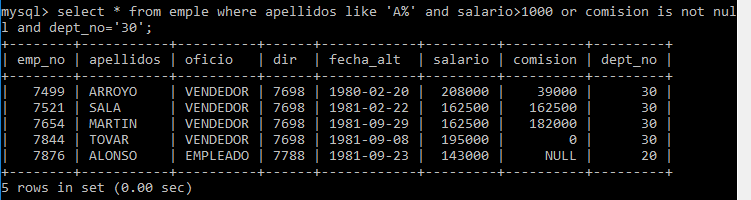 mysql> select * from emple where apellidos like 'A%' and salario>1000 or comision is not nul
l and dept_no='30';
+--------+-----------+----------+------+------------+---------+----------+---------+
| emp_no | apellidos | oficio   | dir  | fecha_alt  | salario | comision | dept_no |
+--------+-----------+----------+------+------------+---------+----------+---------+
|   7499 | ARROYO    | VENDEDOR | 7698 | 1980-02-20 |  208000 |    39000 |      30 |
|   7521 | SALA      | VENDEDOR | 7698 | 1981-02-22 |  162500 |   162500 |      30 |
|   7654 | MARTIN    | VENDEDOR | 7698 | 1981-09-29 |  162500 |   182000 |      30 |
|   7844 | TOVAR     | VENDEDOR | 7698 | 1981-09-08 |  195000 |        0 |      30 |
|   7876 | ALONSO    | EMPLEADO | 7788 | 1981-09-23 |  143000 |     NULL |      20 |
+--------+-----------+----------+------+------------+---------+----------+---------+
5 rows in set (0.00 sec)